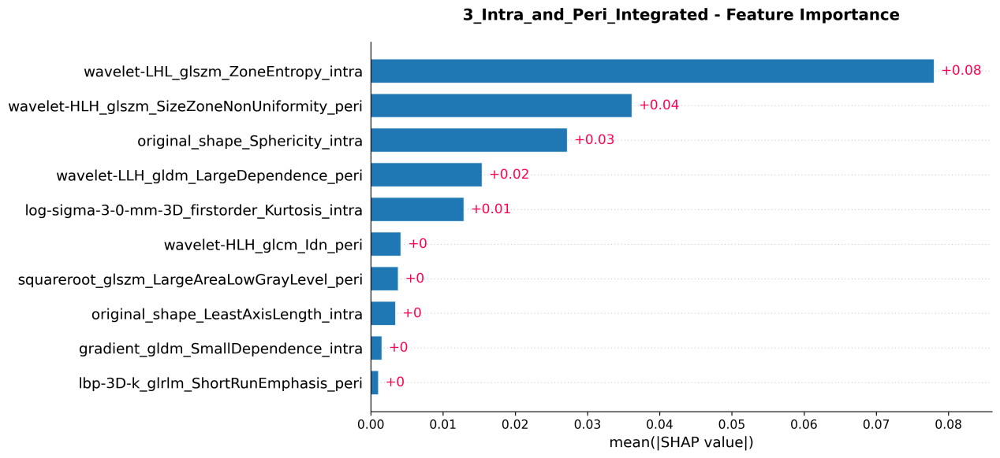 3_Intra_and_Peri_Integrated - Feature Importance
wavelet-LHL_glszm_ZoneEntropy_intra +0.08
wavelet-HLH_glszm_SizeZoneNonUniformity_peri +0.04
original_shape_Sphericity_intra +0.03
wavelet-LLH_gldm_LargeDependence_peri +0.02
log-sigma-3-0-mm-3D_firstorder_Kurtosis_intra +0.01
wavelet-HLH_glcm_Idn_peri +0
squareroot_glszm_LargeAreaLowGrayLevel_peri +0
original_shape_LeastAxisLength_intra +0
gradient_gldm_SmallDependence_intra +0
lbp-3D-k_glrlm_ShortRunEmphasis_peri +0
0.00 0.01 0.02 0.03 0.04 0.05 0.06 0.07 0.08
mean(|SHAP value|)